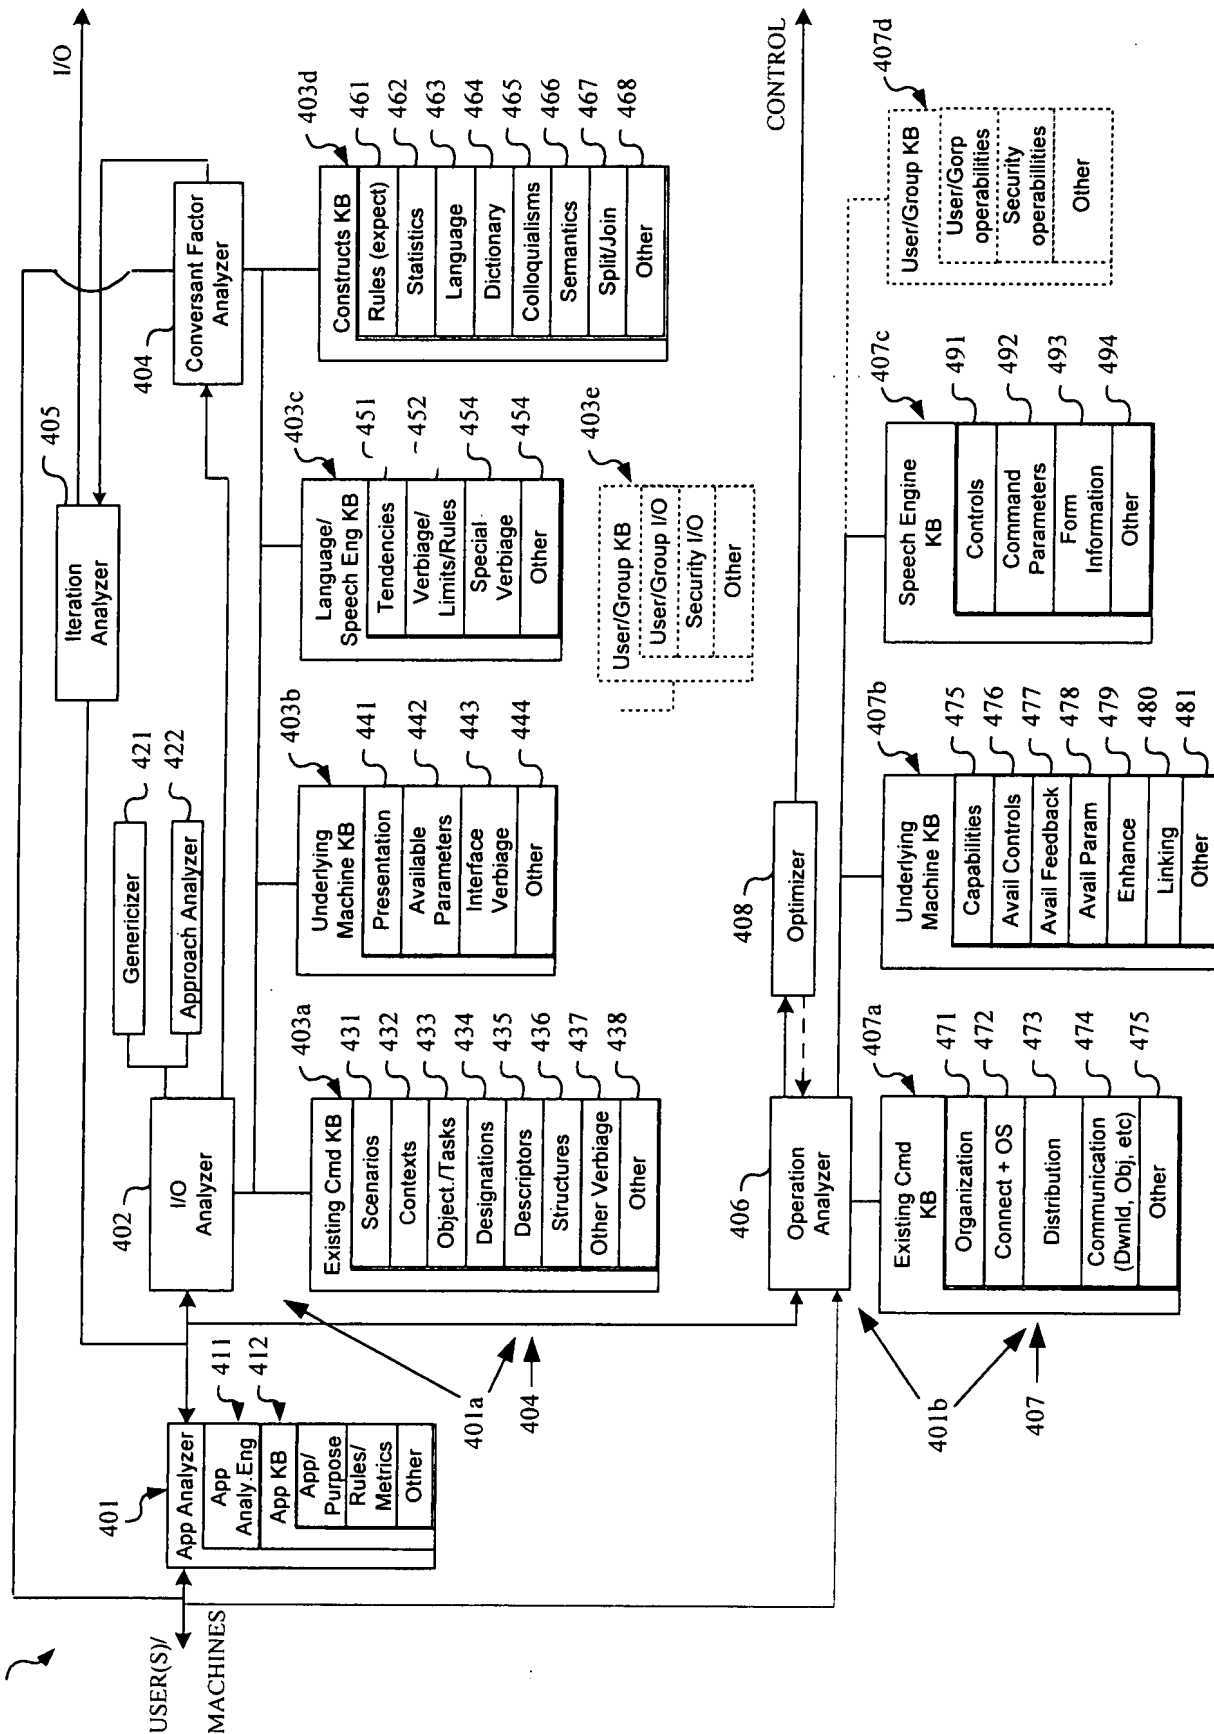 I/O
405
Iteration
Analyzer
404
Conversant Factor
Analyzer
421
Genericizer
422
Approach Analyzer
402
I/O
Analyzer
401
App Analyzer
App
Analy.Eng
411
App KB
412
App/
Purpose
Rules/
Metrics
Other
USER(S)/
MACHINES
403a
Existing Cmd KB
Scenarios
431
Contexts
432
Object./Tasks
433
Designations
434
Descriptors
435
Structures
436
Other Verbiage
437
Other
438
403b
Underlying
Machine KB
Presentation
441
Available
Parameters
442
Interface
Verbiage
443
Other
444
403c
Language/
Speech Eng KB
Tendencies
451
Verbiage/
Limits/Rules
452
Special
Verbiage
454
Other
454
403d
Constructs KB
Rules (expect)
461
Statistics
462
Language
463
Dictionary
464
Colloquialisms
465
Semantics
466
Split/Join
467
Other
468
403e
User/Group KB
User/Group I/O
Security I/O
Other
401a
404
CONTROL
408
Optimizer
406
Operation
Analyzer
401b
407
407a
Existing Cmd
KB
Organization
471
Connect + OS
472
Distribution
473
Communication
(Dwnld, Obj, etc)
474
Other
475
407b
Underlying
Machine KB
Capabilities
475
Avail Controls
476
Avail Feedback
477
Avail Param
478
Enhance
479
Linking
480
Other
481
407c
Speech Engine
KB
Controls
491
Command
Parameters
492
Form
Information
493
Other
494
407d
User/Group KB
User/Gorp
operabilities
Security
operabillities
Other